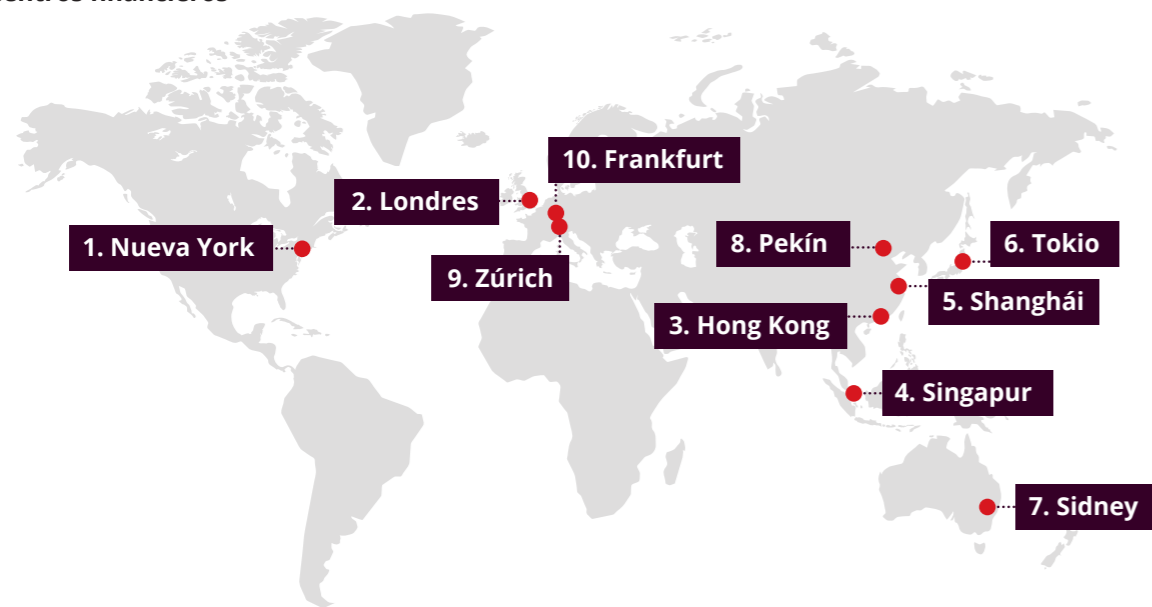 10. Frankfurt
2. Londres
1. Nueva York
8. Pekín
6. Tokio
9. Zúrich
5. Shanghái
3. Hong Kong
4. Singapur
7. Sidney